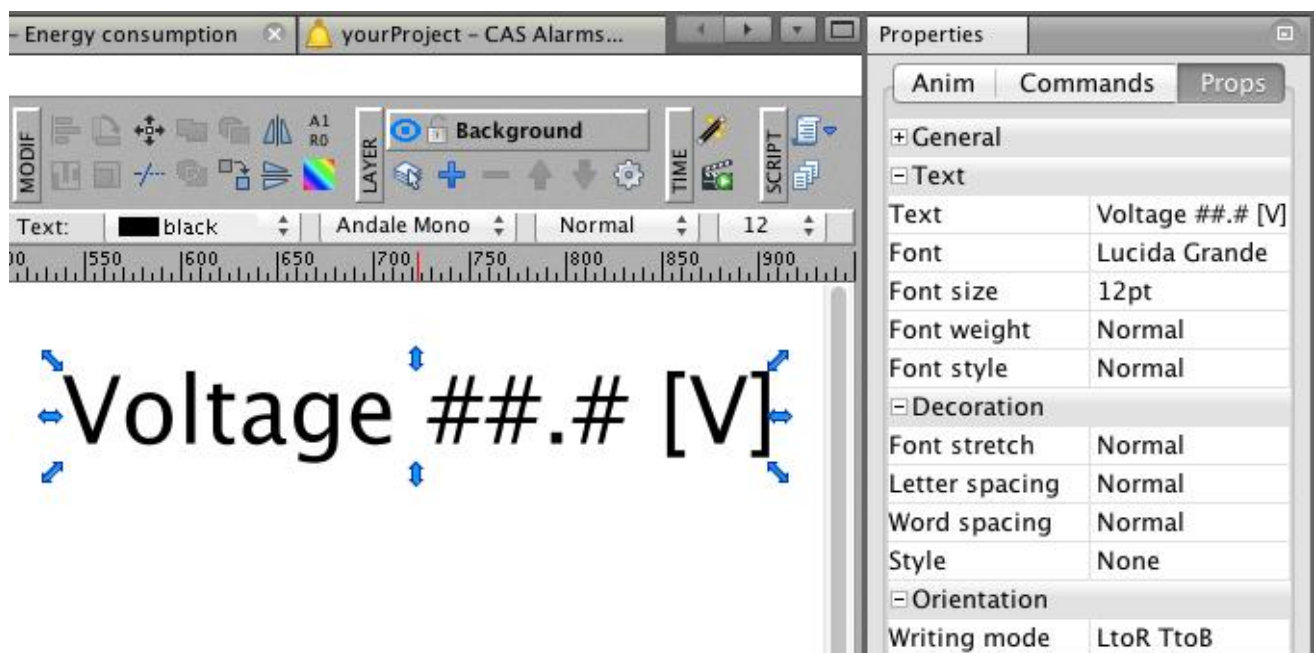 – Energy consumption
yourProject – CAS Alarms...
Properties
Anim Commands Props
MODIF
A1
R0
LAYER
Background
TIME
SCRIPT
Text: black Andale Mono Normal 12
550 600 650 700 750 800 850 900
Voltage ##.# [V]
General
Text
Text Voltage ##.# [V]
Font Lucida Grande
Font size 12pt
Font weight Normal
Font style Normal
Decoration
Font stretch Normal
Letter spacing Normal
Word spacing Normal
Style None
Orientation
Writing mode LtoR TtoB